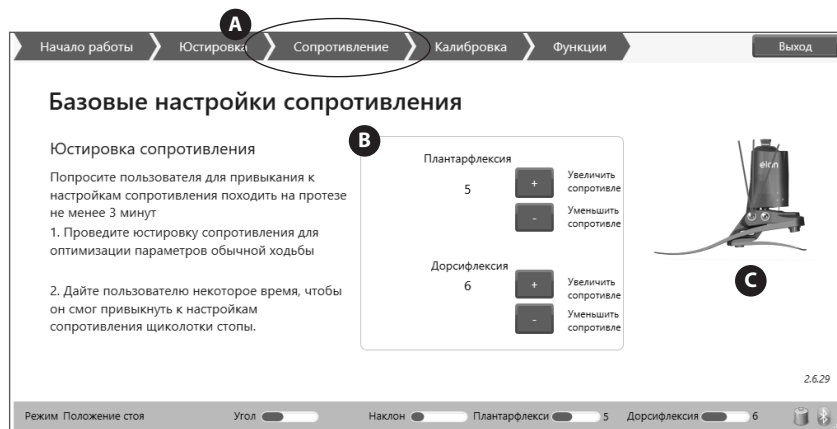 A
Начало работы Юстировка Сопротивление Калибровка Функции Выход
Базовые настройки сопротивления
Юстировка сопротивления
Попросите пользователя для привыкания к
настройкам сопротивления походить на протезе
не менее 3 минут
1. Проведите юстировку сопротивления для
оптимизации параметров обычной ходьбы
2. Дайте пользователю некоторое время, чтобы
он смог привыкнуть к настройкам
сопротивления щиколотки стопы.
B
Плантарфлексия
5
+
Увеличить
сопротивле
-
Уменьшить
сопротивле
Дорсифлексия
6
+
Увеличить
сопротивле
-
Уменьшить
сопротивле
elan
C
2.6.29
Режим Положение стоя Угол Наклон Плантарфлекси 5 Дорсифлексия 6